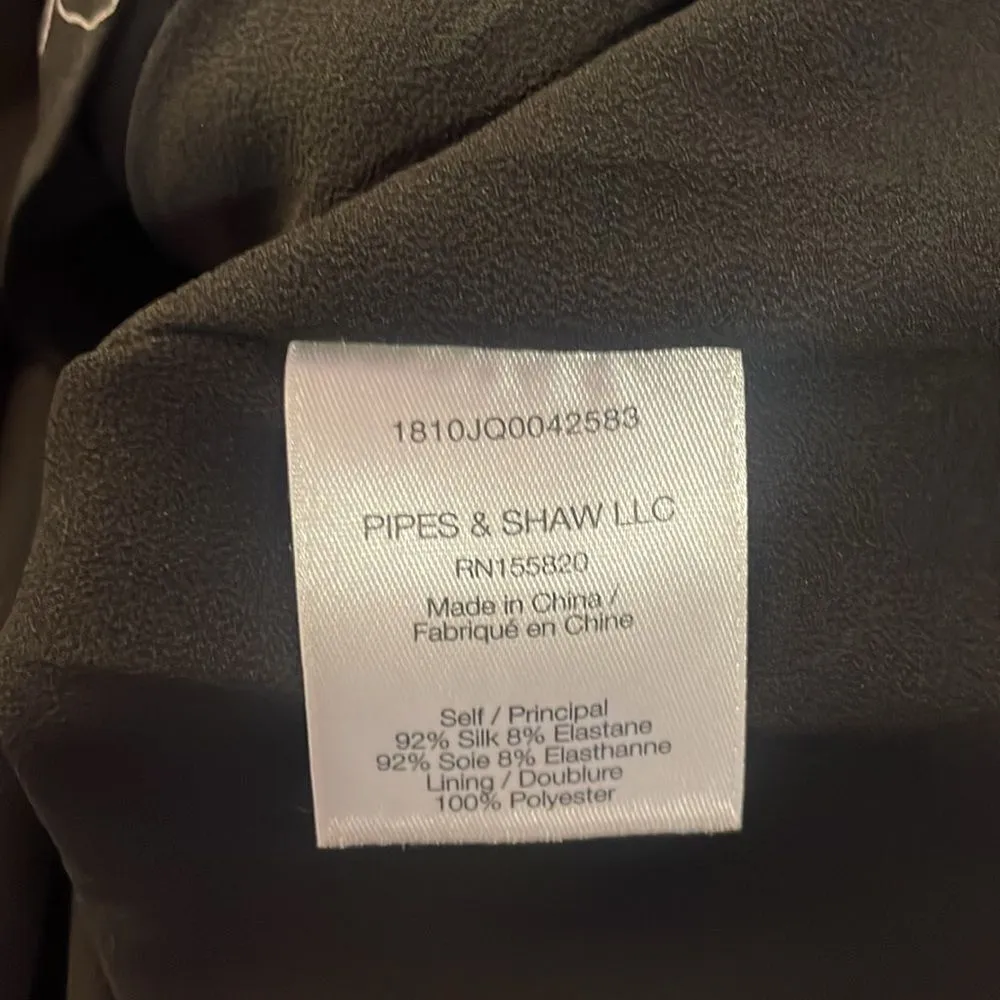 1810JQ0042583
PIPES & SHAW LLC
RN155820
Made in China /
Fabriqué en Chine
Self / Principal
92% Silk 8% Elastane
92% Soie 8% Elasthanne
Lining / Doublure
100% Polyester